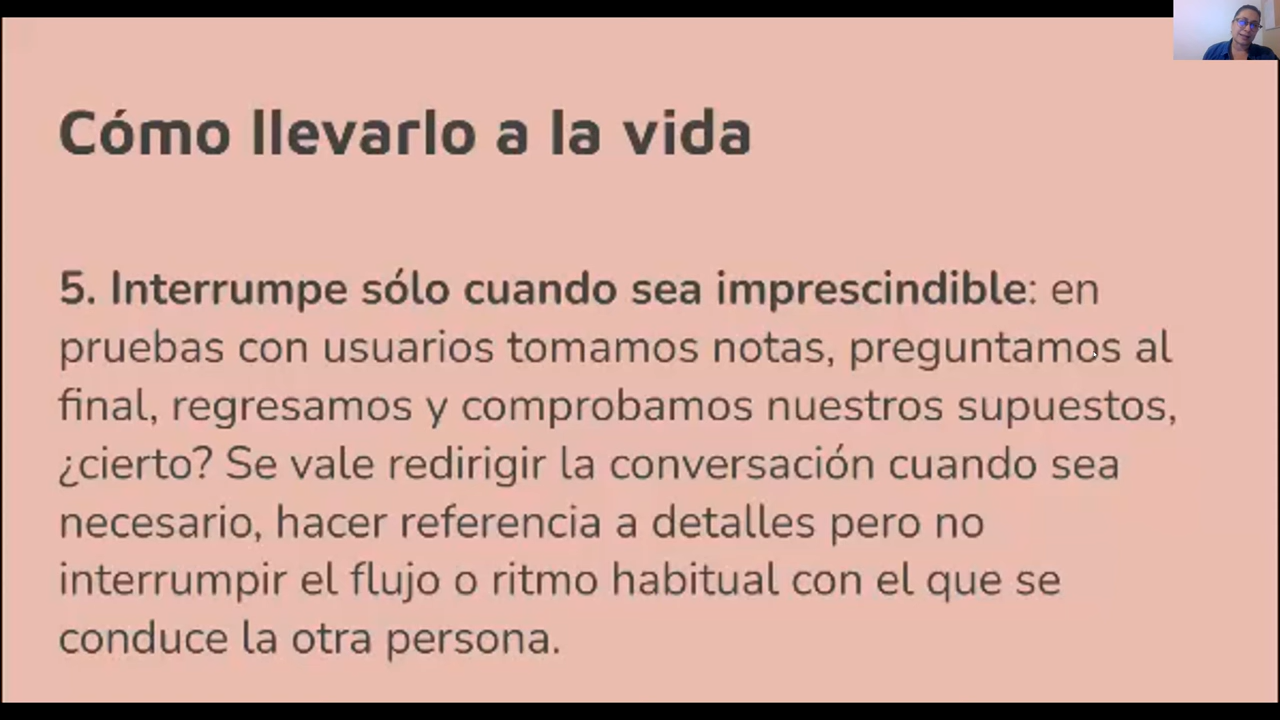 Cómo llevarlo a la vida
5. Interrumpe sólo cuando sea imprescindible: en
pruebas con usuarios tomamos notas, preguntamos al
final, regresamos y comprobamos nuestros supuestos,
¿cierto? Se vale redirigir la conversación cuando sea
necesario, hacer referencia a detalles pero no
interrumpir el flujo o ritmo habitual con el que se
conduce la otra persona.